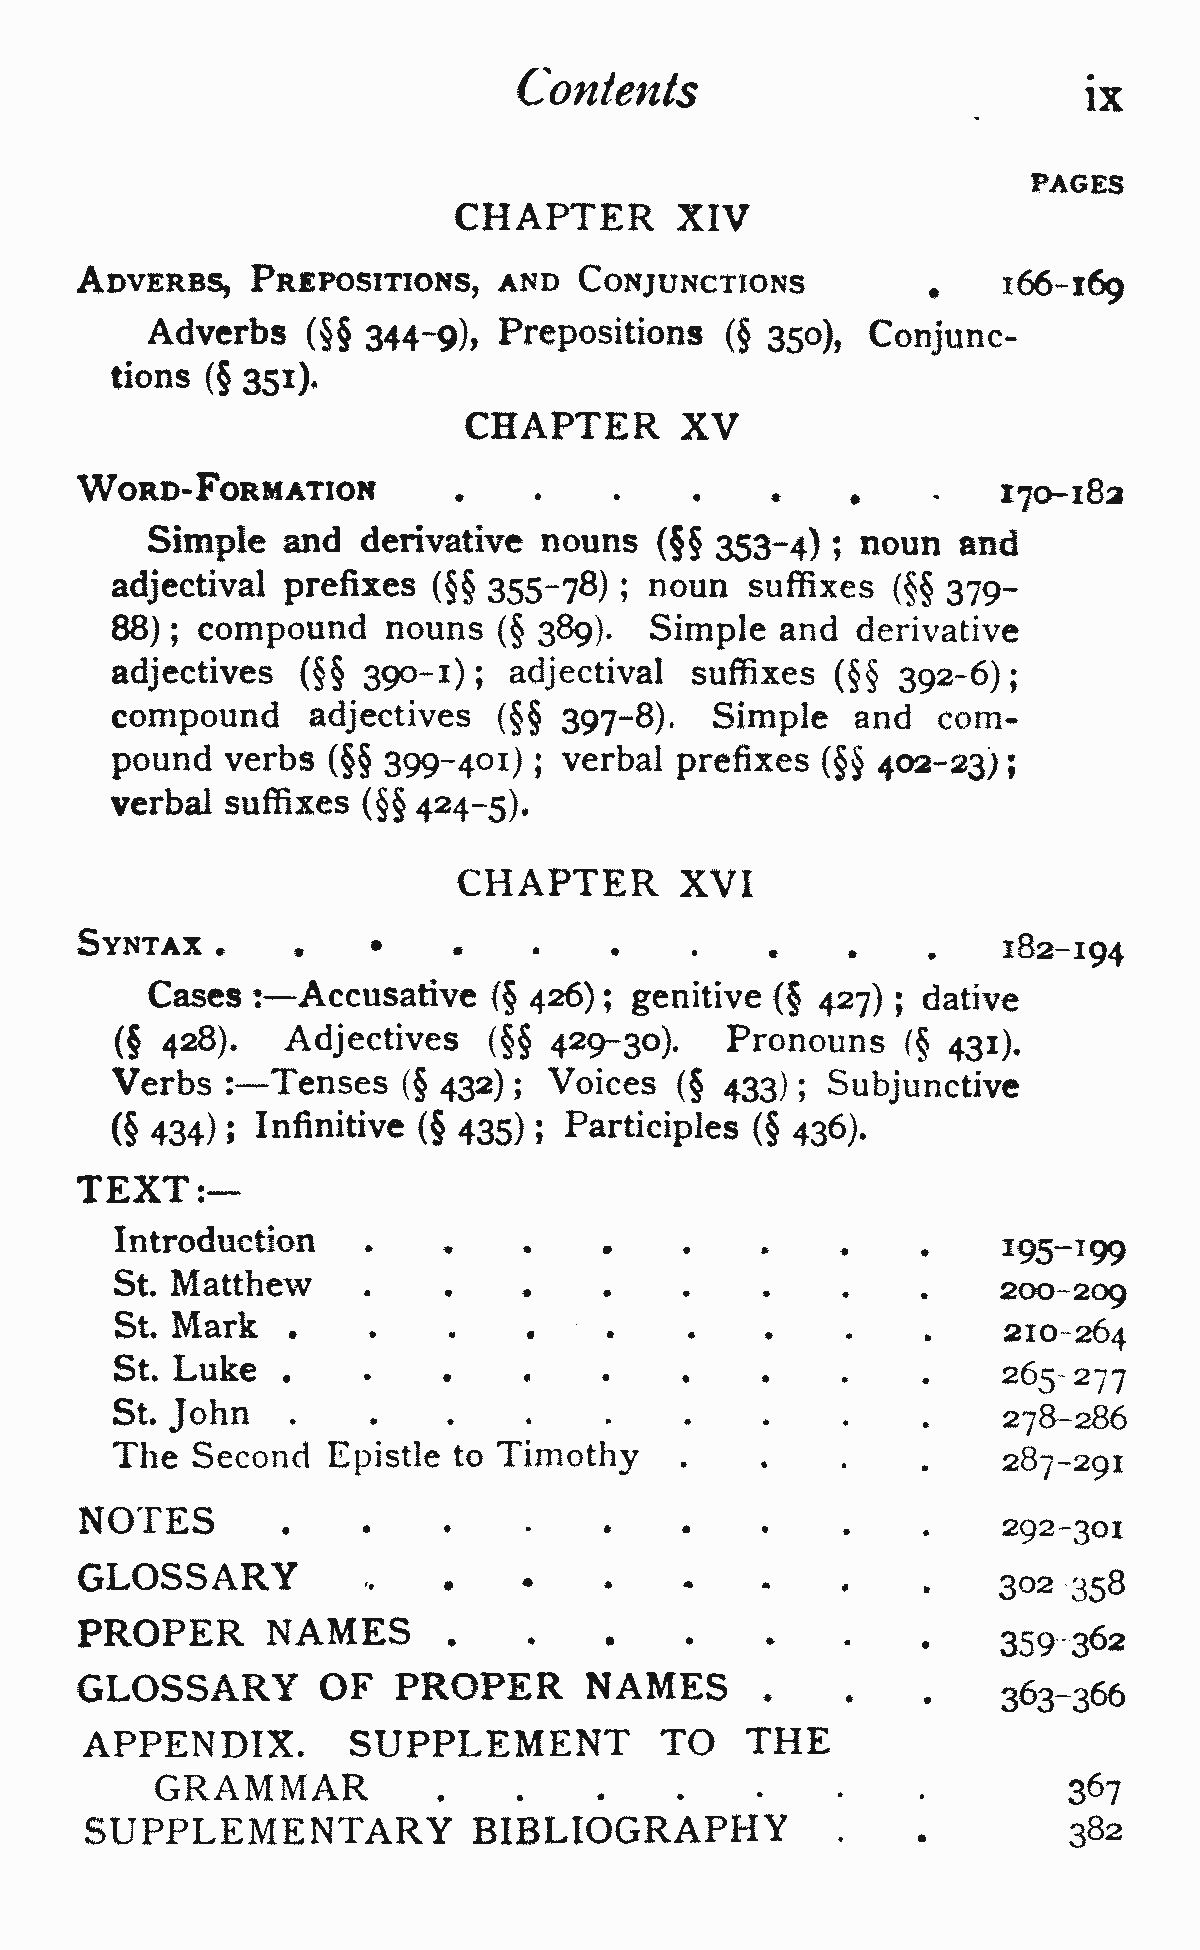 Contents ix
PAGES
CHAPTER XIV
ADVERBS, PREPOSITIONS, AND CONJUNCTIONS . 166-169
Adverbs (§§ 344-9), Prepositions (§ 350), Conjunc-
tions (§ 351).
CHAPTER XV
WORD-FORMATION . . . . . . . 170-182
Simple and derivative nouns (§§ 353-4) ; noun and
adjectival prefixes (§§ 355-78) ; noun suffixes (§§ 379-
88) ; compound nouns (§ 389). Simple and derivative
adjectives (§§ 390-1) ; adjectival suffixes (§§ 392-6) ;
compound adjectives (§§ 397-8). Simple and com-
pound verbs (§§ 399-401) ; verbal prefixes (§§ 402-23) ;
verbal suffixes (§§ 424-5).
CHAPTER XVI
SYNTAX . . . . . . . . . . 182-194
Cases :—Accusative (§ 426) ; genitive (§ 427) ; dative
(§ 428). Adjectives (§§ 429-30). Pronouns (§ 431).
Verbs :—Tenses (§ 432) ; Voices (§ 433) ; Subjunctive
(§ 434) ; Infinitive (§ 435) ; Participles (§ 436).
TEXT :—
Introduction . . . . . . . . 195-199
St. Matthew . . . . . . . . 200-209
St. Mark . . . . . . . . . 210-264
St. Luke . . . . . . . . . 265-277
St. John . . . . . . . . . 278-286
The Second Epistle to Timothy . . . . 287-291
NOTES . . . . . . . . . 292-301
GLOSSARY . . . . . . . . 302-358
PROPER NAMES . . . . . . . 359-362
GLOSSARY OF PROPER NAMES . . . 363-366
APPENDIX. SUPPLEMENT TO THE
GRAMMAR . . . . . . . 367
SUPPLEMENTARY BIBLIOGRAPHY . . 382